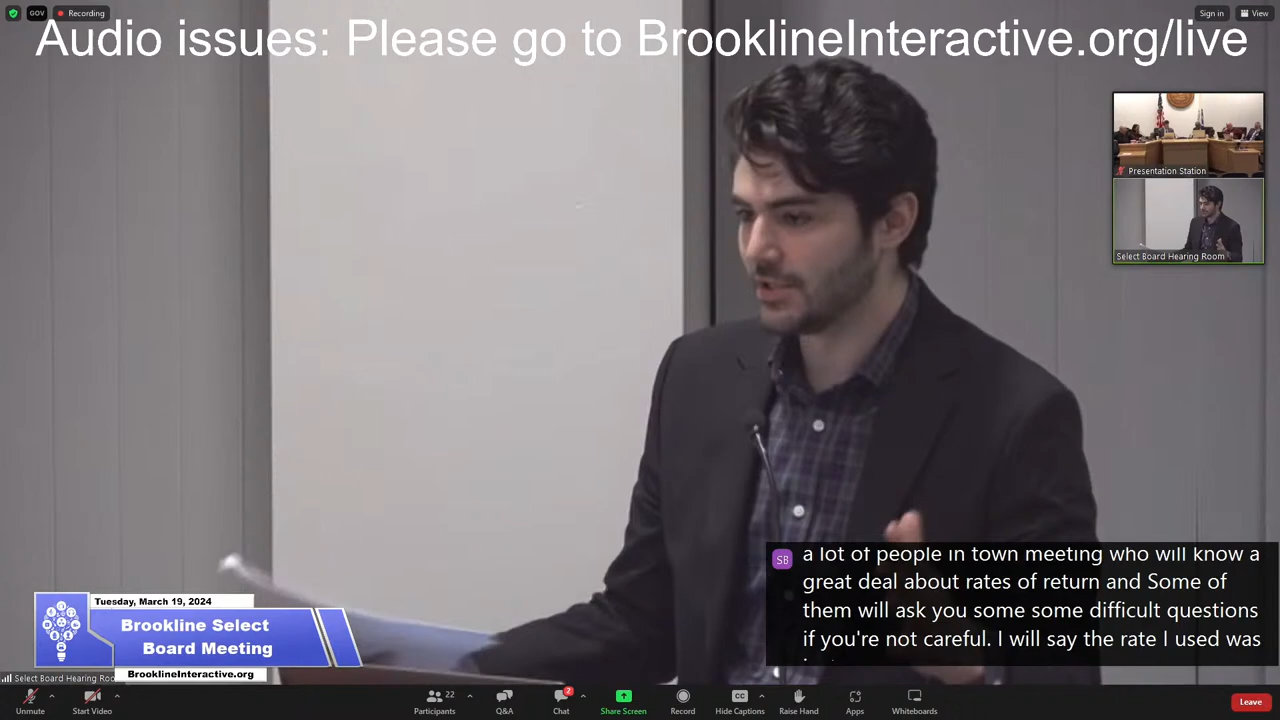 GOV
Recording
Sign in
View
Audio issues: Please go to BrooklineInteractive.org/live
Presentation Station
Select Board Hearing Room
SB
a lot of people in town meeting who will know a
great deal about rates of return and Some of
them will ask you some some difficult questions
if you're not careful. I will say the rate I used was
Tuesday, March 19, 2024
Brookline Select
Board Meeting
BrooklineInteractive.org
Select Board Hearing Roo
Unmute
Start Video
Participants
22
Q&A
Chat
2
Share Screen
Record
CC
Hide Captions
Raise Hand
Apps
Whiteboards
Leave